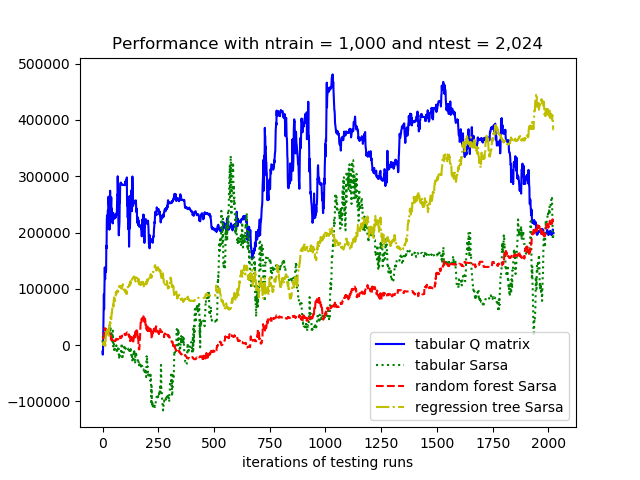 Performance with ntrain = 1,000 and ntest = 2,024
500000
400000
300000
200000
100000
0
−100000
0 250 500 750 1000 1250 1500 1750 2000
iterations of testing runs
tabular Q matrix
tabular Sarsa
random forest Sarsa
regression tree Sarsa